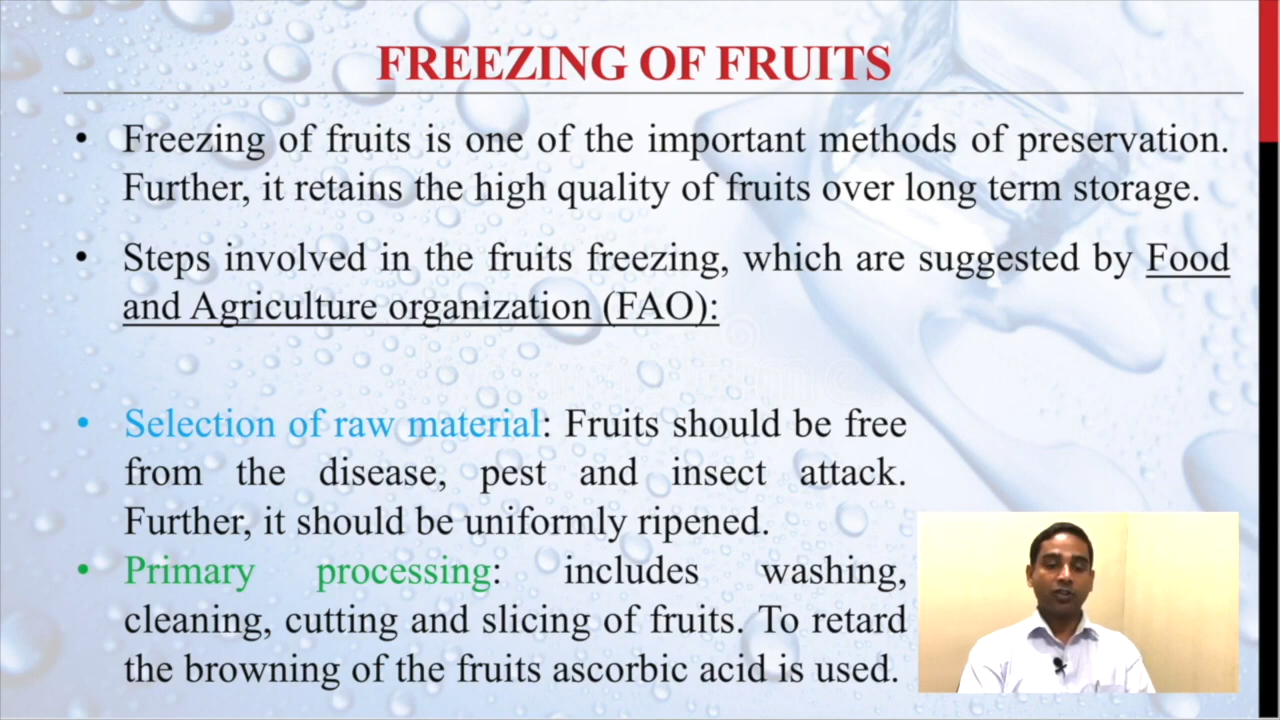 FREEZING OF FRUITS
• Freezing of fruits is one of the important methods of preservation.
Further, it retains the high quality of fruits over long term storage.
• Steps involved in the fruits freezing, which are suggested by Food
and Agriculture organization (FAO):
• Selection of raw material: Fruits should be free
from the disease, pest and insect attack.
Further, it should be uniformly ripened.
• Primary processing: includes washing,
cleaning, cutting and slicing of fruits. To retard
the browning of the fruits ascorbic acid is used.